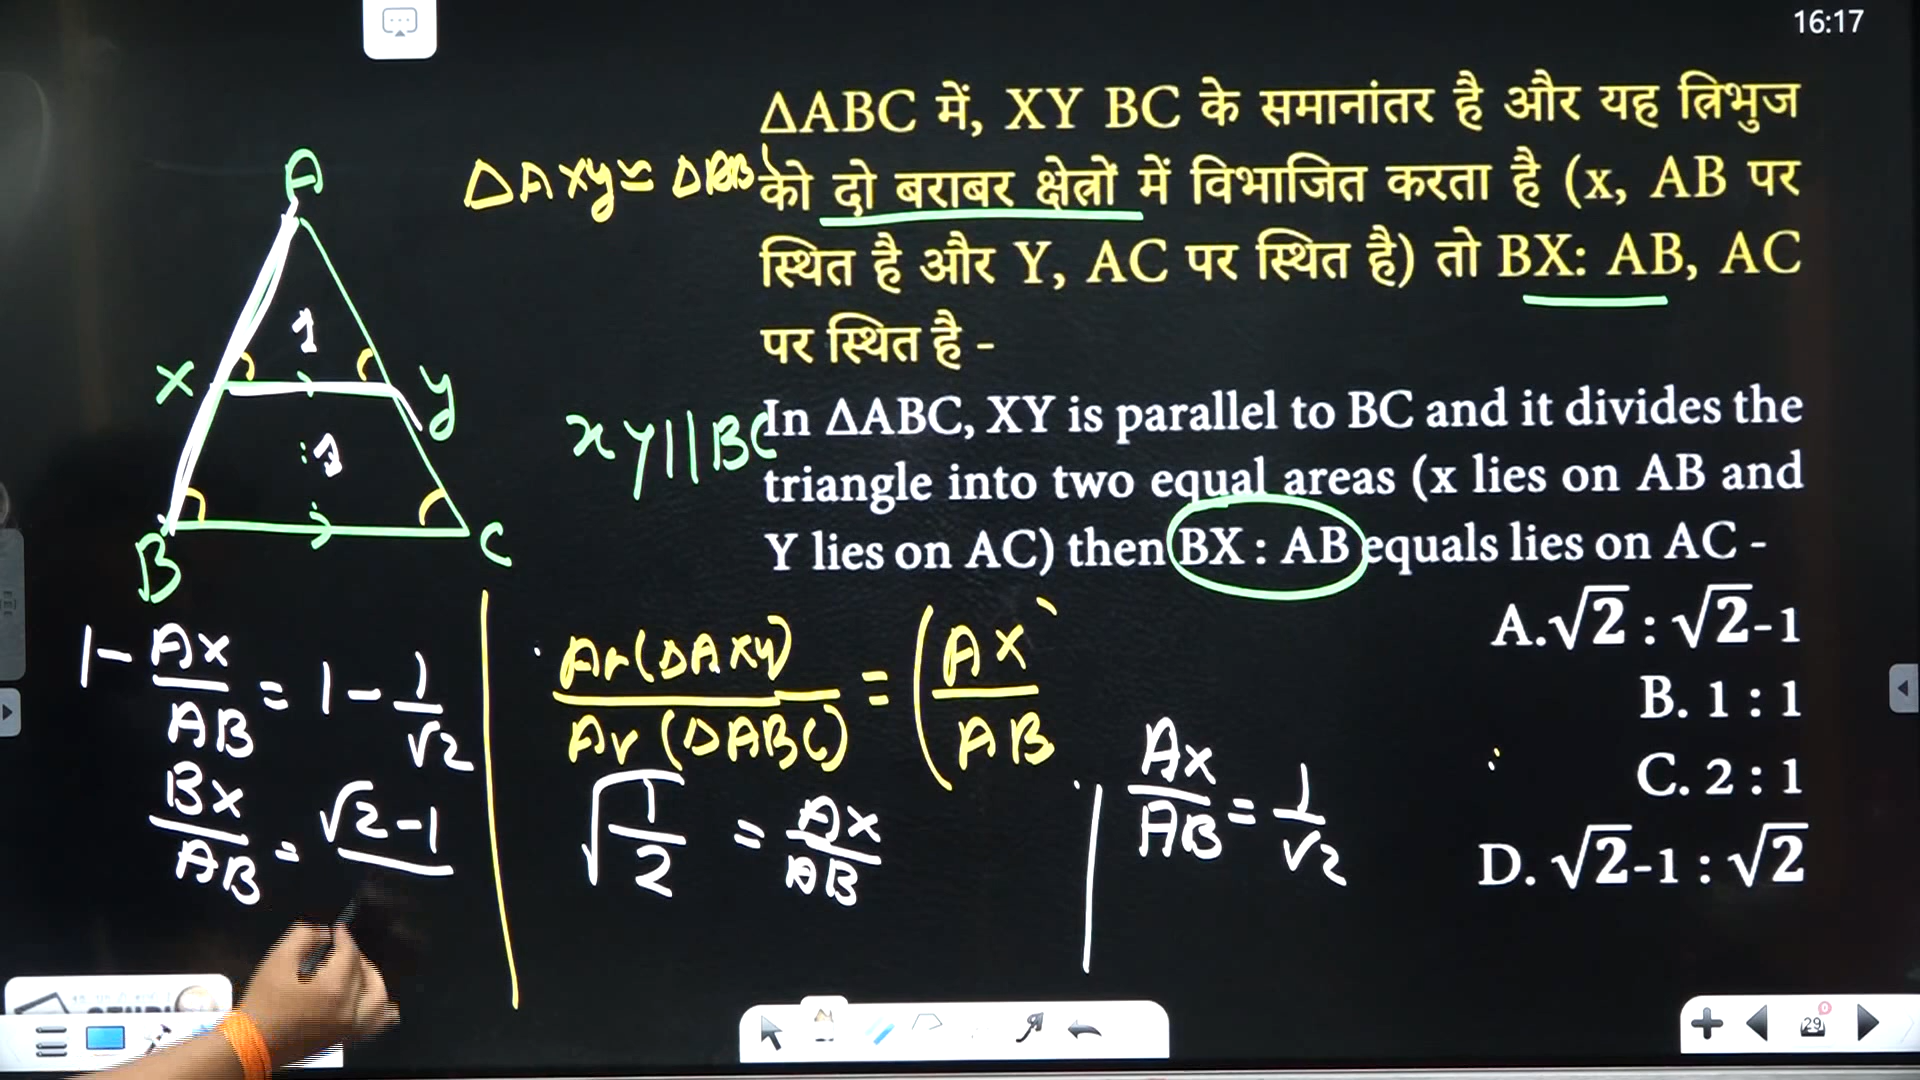 16:17
ΔABC में, XY BC के समानांतर है और यह त्रिभुज
को दो बराबर क्षेत्रों में विभाजित करता है (x, AB पर
स्थित है और Y, AC पर स्थित है) तो BX: AB, AC
पर स्थित है -
In ΔABC, XY is parallel to BC and it divides the
triangle into two equal areas (x lies on AB and
Y lies on AC) then BX : AB equals lies on AC -
A.√2 : √2-1
B. 1 : 1
C. 2 : 1
D. √2-1 : √2
A
ΔAXY ≃
1
X
Y
: 1
XY||BC
B
C
1 - AX/AB = 1 - 1/√2
BX/AB = √2-1
Ar(ΔAXY)/Ar(ΔABC) = (AX/AB
√1/2 = AX/AB
AX/AB = 1/√2
29